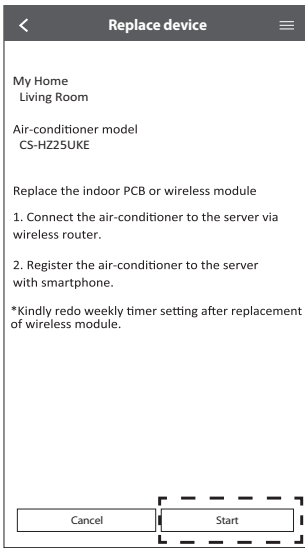 Replace device
My Home
Living Room
Air-conditioner model
CS-HZ25UKE
Replace the indoor PCB or wireless module
1. Connect the air-conditioner to the server via
wireless router.
2. Register the air-conditioner to the server
with smartphone.
*Kindly redo weekly timer setting after replacement
of wireless module.
Cancel
Start